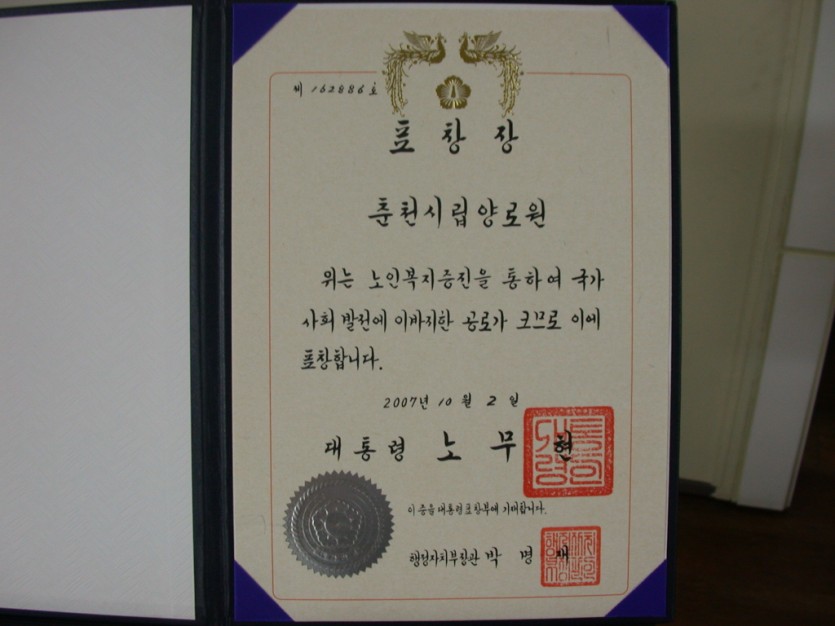 제 162886 호
표창장
춘천시립양로원
위는 노인복지증진을 통하여 국가
사회 발전에 이바지한 공로가 크므로 이에
표창합니다.
2007년 10월 2일
대통령 노무현
이 증을 대통령표창부에 기재합니다.
행정자치부장관 박명재